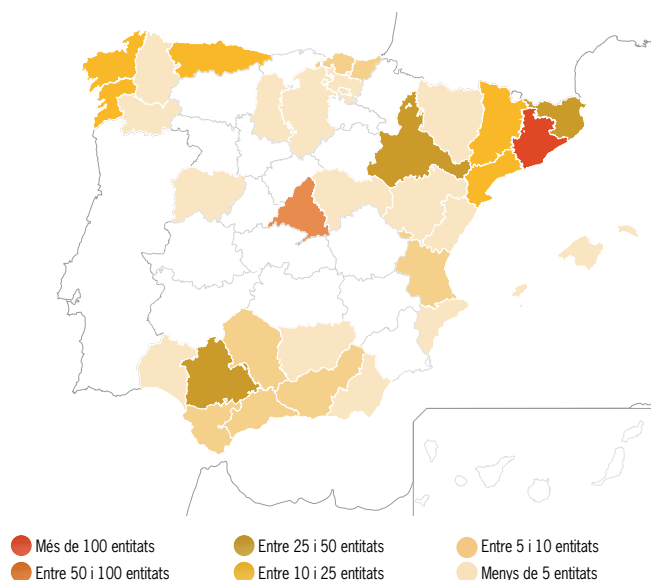 Més de 100 entitats
Entre 25 i 50 entitats
Entre 5 i 10 entitats
Entre 50 i 100 entitats
Entre 10 i 25 entitats
Menys de 5 entitats